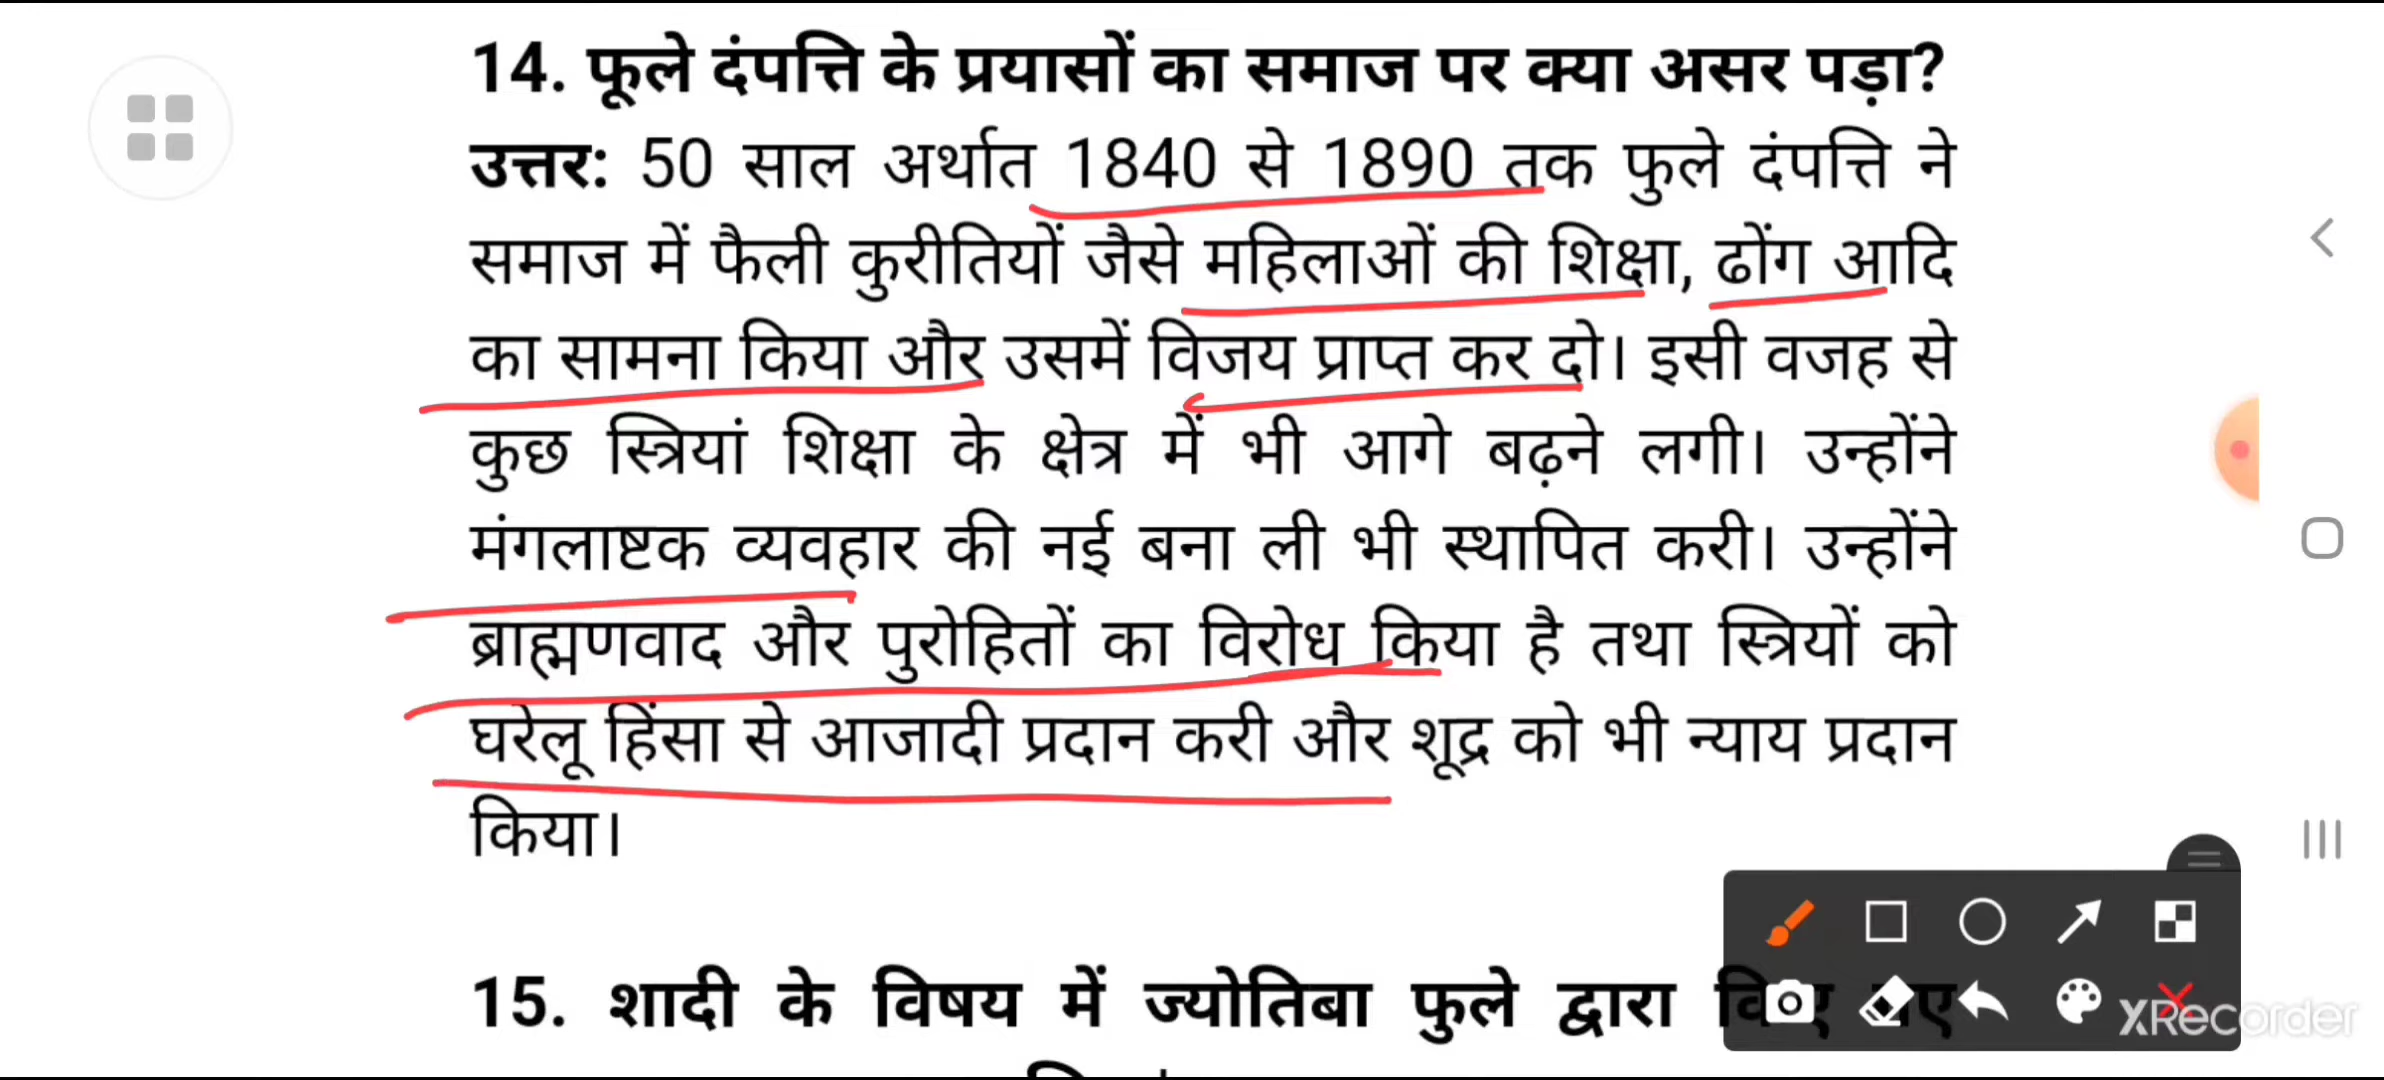 14. फूले दंपत्ति के प्रयासों का समाज पर क्या असर पड़ा?
उत्तर: 50 साल अर्थात 1840 से 1890 तक फुले दंपत्ति ने
समाज में फैली कुरीतियों जैसे महिलाओं की शिक्षा, ढोंग आदि
का सामना किया और उसमें विजय प्राप्त कर दो। इसी वजह से
कुछ स्त्रियां शिक्षा के क्षेत्र में भी आगे बढ़ने लगी। उन्होंने
मंगलाष्टक व्यवहार की नई बना ली भी स्थापित करी। उन्होंने
ब्राह्मणवाद और पुरोहितों का विरोध किया है तथा स्त्रियों को
घरेलू हिंसा से आजादी प्रदान करी और शूद्र को भी न्याय प्रदान
किया।
15. शादी के विषय में ज्योतिबा फुले द्वारा
XRecorder